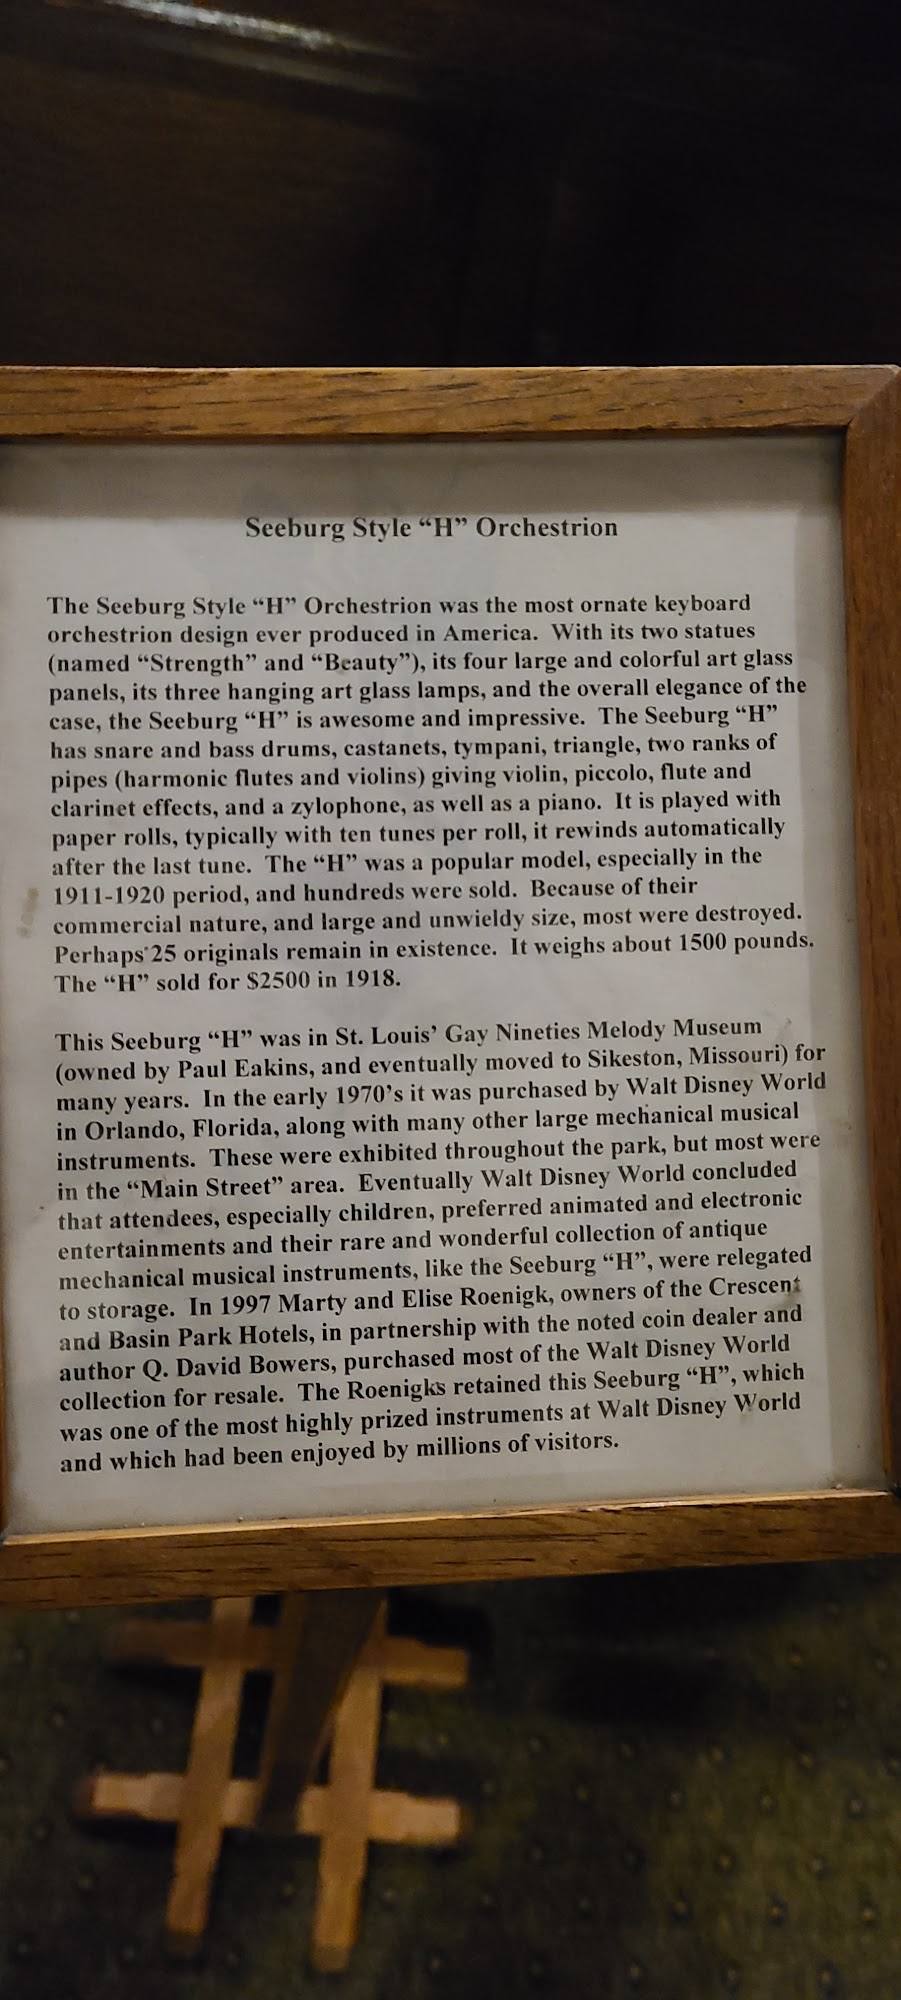 Seeburg Style “H” Orchestrion
The Seeburg Style “H” Orchestrion was the most ornate keyboard
orchestrion design ever produced in America. With its two statues
(named “Strength” and “Beauty”), its four large and colorful art glass
panels, its three hanging art glass lamps, and the overall elegance of the
case, the Seeburg “H” is awesome and impressive. The Seeburg “H”
has snare and bass drums, castanets, tympani, triangle, two ranks of
pipes (harmonic flutes and violins) giving violin, piccolo, flute and
clarinet effects, and a zylophone, as well as a piano. It is played with
paper rolls, typically with ten tunes per roll, it rewinds automatically
after the last tune. The “H” was a popular model, especially in the
1911-1920 period, and hundreds were sold. Because of their
commercial nature, and large and unwieldy size, most were destroyed.
Perhaps 25 originals remain in existence. It weighs about 1500 pounds.
The “H” sold for $2500 in 1918.
This Seeburg “H” was in St. Louis’ Gay Nineties Melody Museum
(owned by Paul Eakins, and eventually moved to Sikeston, Missouri) for
many years. In the early 1970’s it was purchased by Walt Disney World
in Orlando, Florida, along with many other large mechanical musical
instruments. These were exhibited throughout the park, but most were
in the “Main Street” area. Eventually Walt Disney World concluded
that attendees, especially children, preferred animated and electronic
entertainments and their rare and wonderful collection of antique
mechanical musical instruments, like the Seeburg “H”, were relegated
to storage. In 1997 Marty and Elise Roenigk, owners of the Crescent
and Basin Park Hotels, in partnership with the noted coin dealer and
author Q. David Bowers, purchased most of the Walt Disney World
collection for resale. The Roenigks retained this Seeburg “H”, which
was one of the most highly prized instruments at Walt Disney World
and which had been enjoyed by millions of visitors.